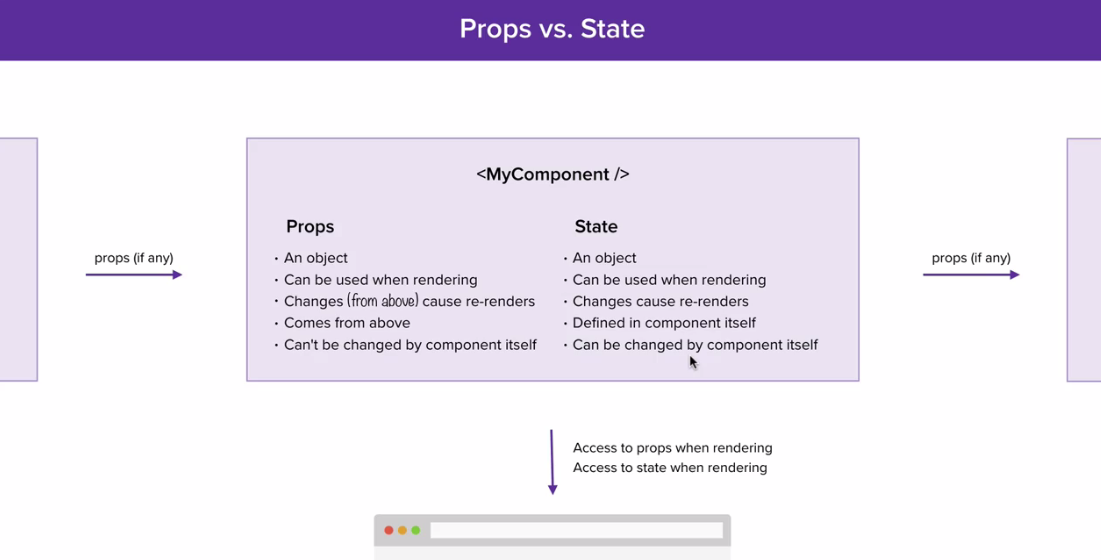 Props vs. State
<MyComponent />
props (if any)
Props
• An object
• Can be used when rendering
• Changes (from above) cause re-renders
• Comes from above
• Can't be changed by component itself
State
• An object
• Can be used when rendering
• Changes cause re-renders
• Defined in component itself
• Can be changed by component itself
props (if any)
Access to props when rendering
Access to state when rendering